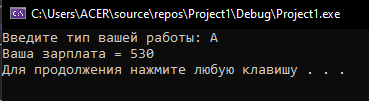 C:\Users\ACER\source\repos\Project1\Debug\Project1.exe
Введите тип вашей работы: A
Ваша зарплата = 530
Для продолжения нажмите любую клавишу . . .